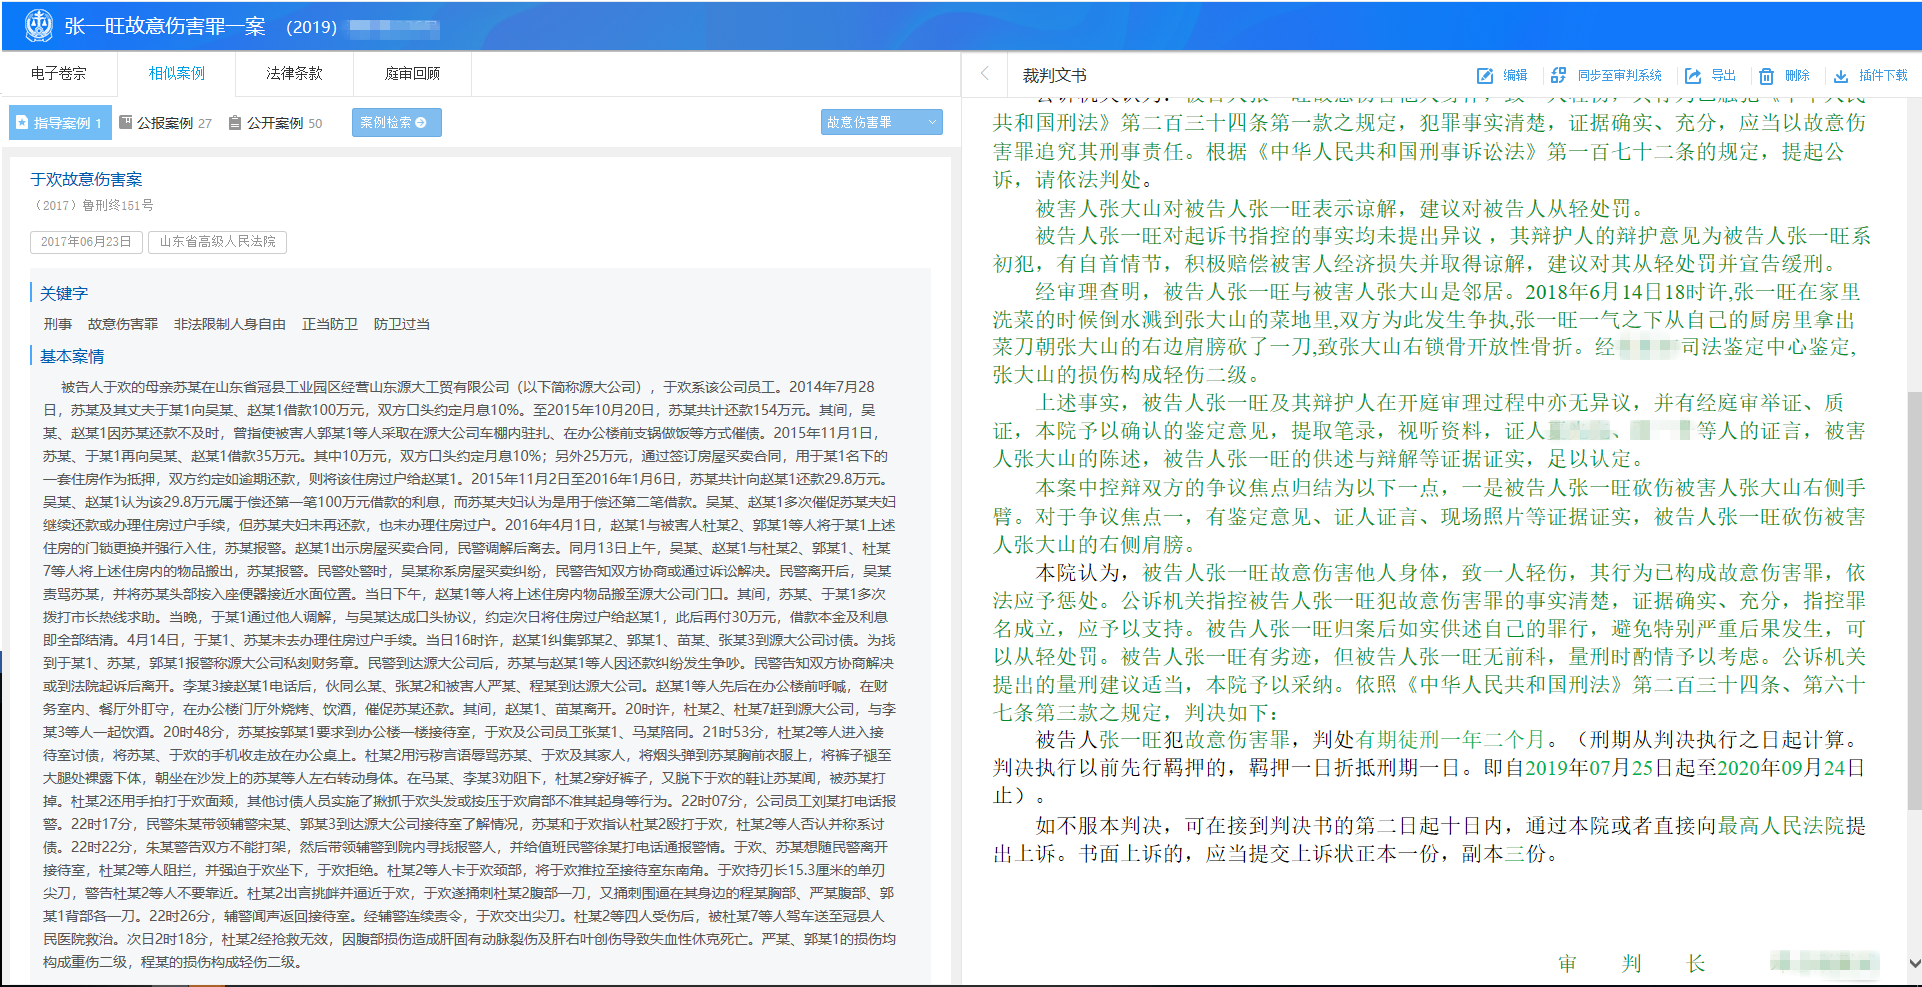 张一旺故意伤害罪一案 (2019)
电子卷宗
相似案例
法律条款
庭审回顾
指导案例 1
公报案例 27
公开案例 50
案例检索
故意伤害罪
于欢故意伤害案
（2017）鲁刑终151号
2017年06月23日
山东省高级人民法院
关键字
刑事 故意伤害罪 非法限制人身自由 正当防卫 防卫过当
基本案情
被告人于欢的母亲苏某在山东省冠县工业园区经营山东源大工贸有限公司（以下简称源大公司），于欢系该公司员工。2014年7月28
日，苏某及其丈夫于某1向吴某、赵某1借款100万元，双方口头约定月息10%。至2015年10月20日，苏某共计还款154万元。其间，吴
某、赵某1因苏某还款不及时，曾指使被害人郭某1等人采取在源大公司车棚内驻扎、在办公楼前支锅做饭等方式催债。2015年11月1日，
苏某、于某1再向吴某、赵某1借款35万元。其中10万元，双方口头约定月息10%；另外25万元，通过签订房屋买卖合同，用于某1名下的
一套住房作为抵押，双方约定如逾期还款，则将该住房过户给赵某1。2015年11月2日至2016年1月6日，苏某共计向赵某1还款29.8万元。
吴某、赵某1认为该29.8万元属于偿还第一笔100万元借款的利息，而苏某夫妇认为是用于偿还第二笔借款。吴某、赵某1多次催促苏某夫妇
继续还款或办理住房过户手续，但苏某夫妇未再还款，也未办理住房过户。2016年4月1日，赵某1与被害人杜某2、郭某1等人将于某1上述
住房的门锁更换并强行入住，苏某报警。赵某1出示房屋买卖合同，民警调解后离去。同月13日上午，吴某、赵某1与杜某2、郭某1、杜某
7等人将上述住房内的物品搬出，苏某报警。民警处警时，吴某称系房屋买卖纠纷，民警告知双方协商或通过诉讼解决。民警离开后，吴某
责骂苏某，并将苏某头部按入座便器接近水面位置。当日下午，赵某1等人将上述住房内物品搬至源大公司门口。其间，苏某、于某1多次
拨打市长热线求助。当晚，于某1通过他人调解，与吴某达成口头协议，约定次日将住房过户给赵某1，此后再付30万元，借款本金及利息
即全部结清。4月14日，于某1、苏某未去办理住房过户手续。当日16时许，赵某1纠集郭某2、郭某1、苗某、张某3到源大公司讨债。为找
到于某1、苏某，郭某1报警称源大公司私刻财务章。民警到达源大公司后，苏某与赵某1等人因还款纠纷发生争吵。民警告知双方协商解决
或到法院起诉后离开。李某3接赵某1电话后，伙同么某、张某2和被害人严某、程某到达源大公司。赵某1等人先后在办公楼前呼喊，在财
务室内、餐厅外盯守，在办公楼门厅外烧烤、饮酒，催促苏某还款。其间，赵某1、苗某离开。20时许，杜某2、杜某7赶到源大公司，与李
某3等人一起饮酒。20时48分，苏某按郭某1要求到办公楼一楼接待室，于欢及公司员工张某1、马某陪同。21时53分，杜某2等人进入接
待室讨债，将苏某、于欢的手机收走放在办公桌上。杜某2用污秽言语辱骂苏某、于欢及其家人，将烟头弹到苏某胸前衣服上，将裤子褪至
大腿处裸露下体，朝坐在沙发上的苏某等人左右转动身体。在马某、李某3劝阻下，杜某2穿好裤子，又脱下于欢的鞋让苏某闻，被苏某打
掉。杜某2还用手拍打于欢面颊，其他讨债人员实施了揪抓于欢头发或按压于欢肩部不准其起身等行为。22时07分，公司员工刘某打电话报
警。22时17分，民警朱某带领辅警宋某、郭某3到达源大公司接待室了解情况，苏某和于欢指认杜某2殴打于欢，杜某2等人否认并称系讨
债。22时22分，朱某警告双方不能打架，然后带领辅警到院内寻找报警人，并给值班民警徐某打电话通报警情。于欢、苏某想随民警离开
接待室，杜某2等人阻拦，并强迫于欢坐下，于欢拒绝。杜某2等人卡于欢颈部，将于欢推拉至接待室东南角。于欢持刃长15.3厘米的单刃
尖刀，警告杜某2等人不要靠近。杜某2出言挑衅并逼近于欢，于欢遂捅刺杜某2腹部一刀，又捅刺围逼在其身边的程某胸部、严某腹部、郭
某1背部各一刀。22时26分，辅警闻声返回接待室。经辅警连续责令，于欢交出尖刀。杜某2等四人受伤后，被杜某7等人驾车送至冠县人
民医院救治。次日2时18分，杜某2经抢救无效，因腹部损伤造成肝固有动脉裂伤及肝右叶创伤导致失血性休克死亡。严某、郭某1的损伤均
构成重伤二级，程某的损伤构成轻伤二级。
裁判文书
编辑
同步至审判系统
导出
删除
插件下载
公诉机关认为：被告人张一旺故意伤害他人身体，致一人轻伤，其行为已触犯《中华人民
共和国刑法》第二百三十四条第一款之规定，犯罪事实清楚，证据确实、充分，应当以故意伤
害罪追究其刑事责任。根据《中华人民共和国刑事诉讼法》第一百七十二条的规定，提起公
诉，请依法判处。
被害人张大山对被告人张一旺表示谅解，建议对被告人从轻处罚。
被告人张一旺对起诉书指控的事实均未提出异议 ，其辩护人的辩护意见为被告人张一旺系
初犯，有自首情节，积极赔偿被害人经济损失并取得谅解，建议对其从轻处罚并宣告缓刑。
经审理查明，被告人张一旺与被害人张大山是邻居。2018年6月14日18时许,张一旺在家里
洗菜的时候倒水溅到张大山的菜地里,双方为此发生争执,张一旺一气之下从自己的厨房里拿出
菜刀朝张大山的右边肩膀砍了一刀,致张大山右锁骨开放性骨折。经 司法鉴定中心鉴定,
张大山的损伤构成轻伤二级。
上述事实，被告人张一旺及其辩护人在开庭审理过程中亦无异议，并有经庭审举证、质
证，本院予以确认的鉴定意见，提取笔录，视听资料，证人 、 等人的证言，被害
人张大山的陈述，被告人张一旺的供述与辩解等证据证实，足以认定。
本案中控辩双方的争议焦点归结为以下一点，一是被告人张一旺砍伤被害人张大山右侧手
臂。对于争议焦点一，有鉴定意见、证人证言、现场照片等证据证实，被告人张一旺砍伤被害
人张大山的右侧肩膀。
本院认为，被告人张一旺故意伤害他人身体，致一人轻伤，其行为已构成故意伤害罪，依
法应予惩处。公诉机关指控被告人张一旺犯故意伤害罪的事实清楚，证据确实、充分，指控罪
名成立，应予以支持。被告人张一旺归案后如实供述自己的罪行，避免特别严重后果发生，可
以从轻处罚。被告人张一旺有劣迹，但被告人张一旺无前科，量刑时酌情予以考虑。公诉机关
提出的量刑建议适当，本院予以采纳。依照《中华人民共和国刑法》第二百三十四条、第六十
七条第三款之规定，判决如下：
被告人张一旺犯故意伤害罪，判处有期徒刑一年二个月。（刑期从判决执行之日起计算。
判决执行以前先行羁押的，羁押一日折抵刑期一日。即自2019年07月25日起至2020年09月24日
止）。
如不服本判决，可在接到判决书的第二日起十日内，通过本院或者直接向最高人民法院提
出上诉。书面上诉的，应当提交上诉状正本一份，副本三份。
审 判 长